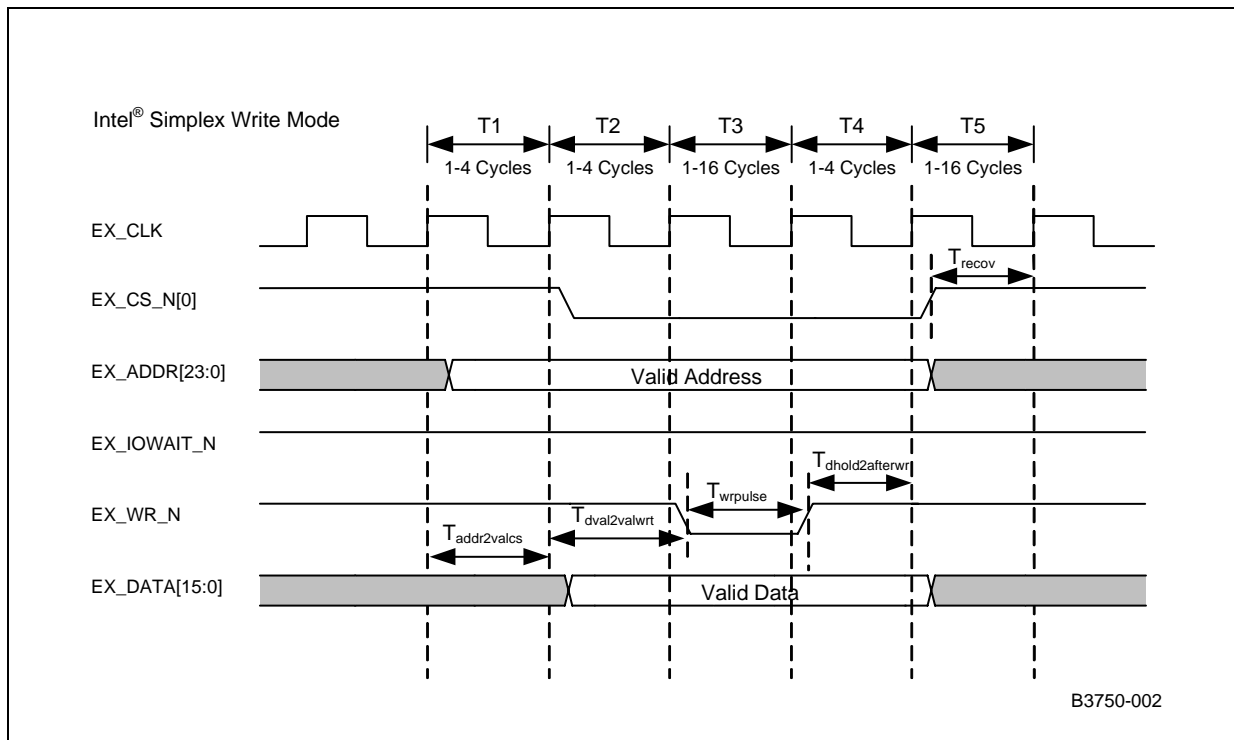 Intel® Simplex Write Mode
T1 T2 T3 T4 T5
1-4 Cycles 1-4 Cycles 1-16 Cycles 1-4 Cycles 1-16 Cycles
EX_CLK
Trecov
EX_CS_N[0]
EX_ADDR[23:0] Valid Address
EX_IOWAIT_N
Tdhold2afterwr
Twrpulse
EX_WR_N
Tdval2valwrt
Taddr2valcs
EX_DATA[15:0] Valid Data
B3750-002